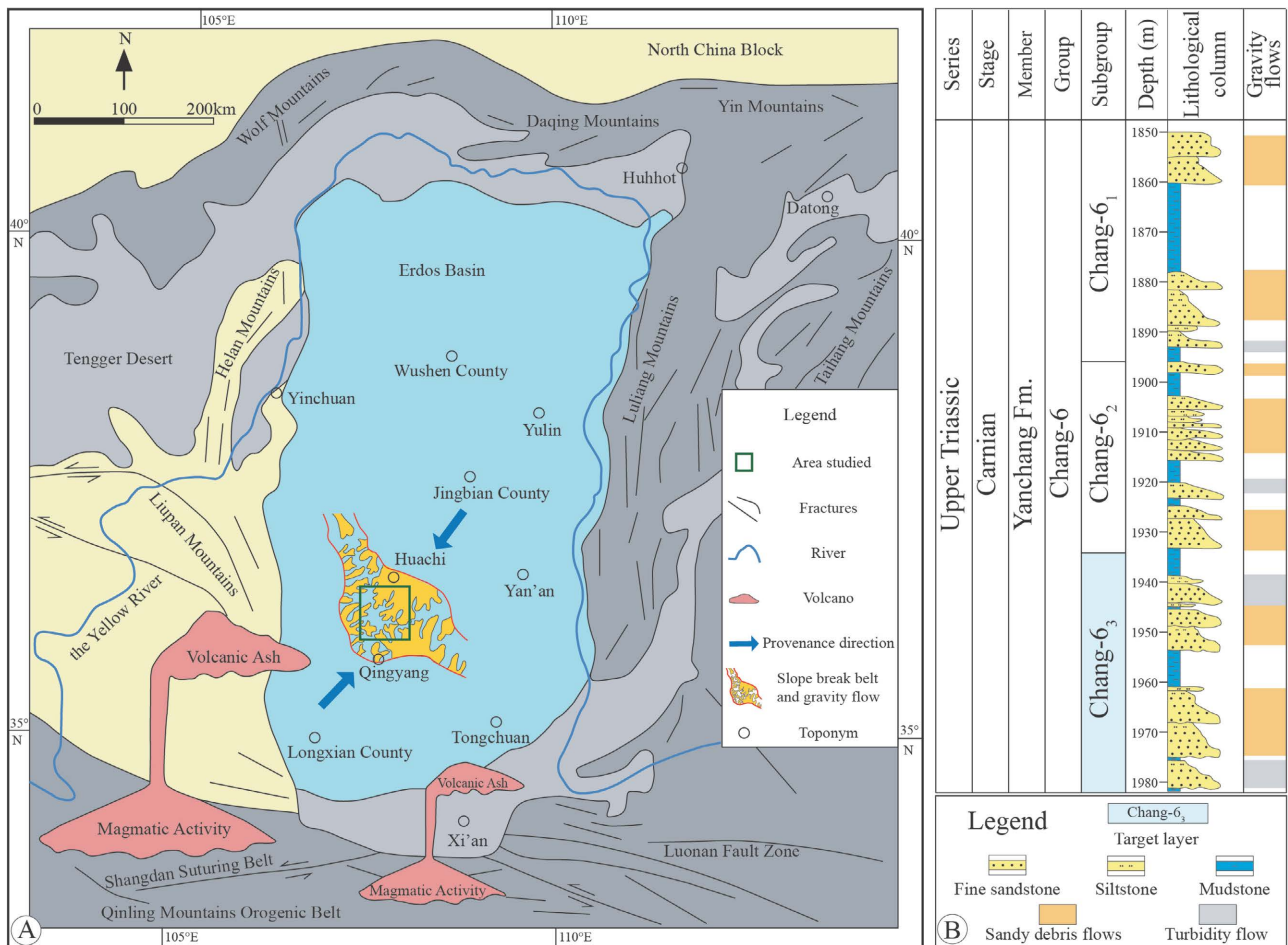 105°E
110°E
N
0
100
200km
North China Block
Wolf Mountains
Yin Mountains
Daqing Mountains
Huhhot
Datong
40°
N
40°
N
Erdos Basin
Helan Mountains
Tengger Desert
Wushen County
Luliang Mountains
Taihang Mountains
Yinchuan
Yulin
Jingbian County
Liupan Mountains
Huachi
Yan'an
the Yellow River
Volcanic Ash
Qingyang
35°
N
35°
N
Longxian County
Tongchuan
Volcanic Ash
Magmatic Activity
Xi'an
Luonan Fault Zone
Shangdan Suturing Belt
Magmatic Activity
Qinling Mountains Orogenic Belt
A
105°E
110°E
Legend
Area studied
Fractures
River
Volcano
Provenance direction
Slope break belt
and gravity flow
Toponym
Series
Stage
Member
Group
Subgroup
Depth (m)
Lithological
column
Gravity
flows
Upper Triassic
Carnian
Yanchang Fm.
Chang-6
Chang-6₁
Chang-6₂
Chang-6₃
1850
1860
1870
1880
1890
1900
1910
1920
1930
1940
1950
1960
1970
1980
Legend
Chang-6₃
Target layer
Fine sandstone
Siltstone
Mudstone
Sandy debris flows
Turbidity flow
B